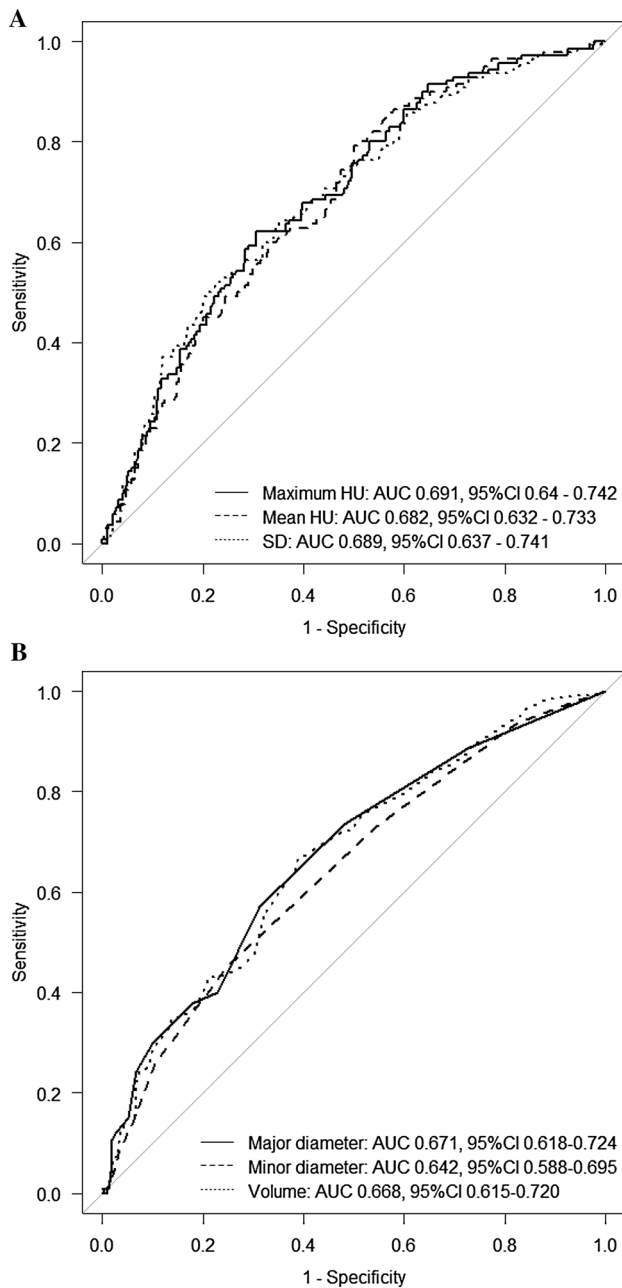 A
1.0
0.8
0.6
0.4
0.2
0.0
Sensitivity
Maximum HU: AUC 0.691, 95%CI 0.64 - 0.742
Mean HU: AUC 0.682, 95%CI 0.632 - 0.733
SD: AUC 0.689, 95%CI 0.637 - 0.741
0.0 0.2 0.4 0.6 0.8 1.0
1 - Specificity
B
1.0
0.8
0.6
0.4
0.2
0.0
Sensitivity
Major diameter: AUC 0.671, 95%CI 0.618-0.724
Minor diameter: AUC 0.642, 95%CI 0.588-0.695
Volume: AUC 0.668, 95%CI 0.615-0.720
0.0 0.2 0.4 0.6 0.8 1.0
1 - Specificity